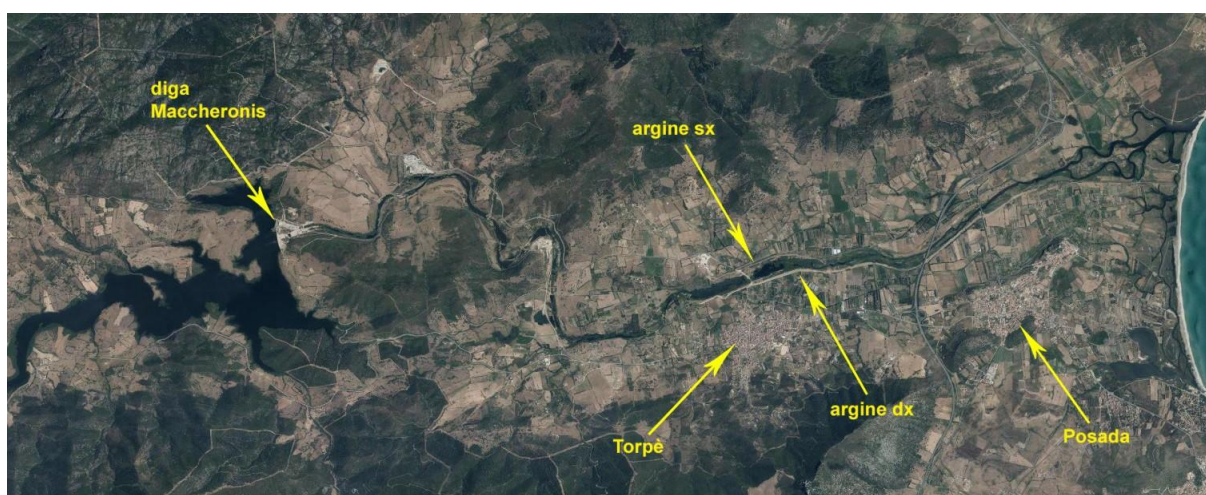 diga
Maccheronis
argine sx
argine dx
Torpè
Posada